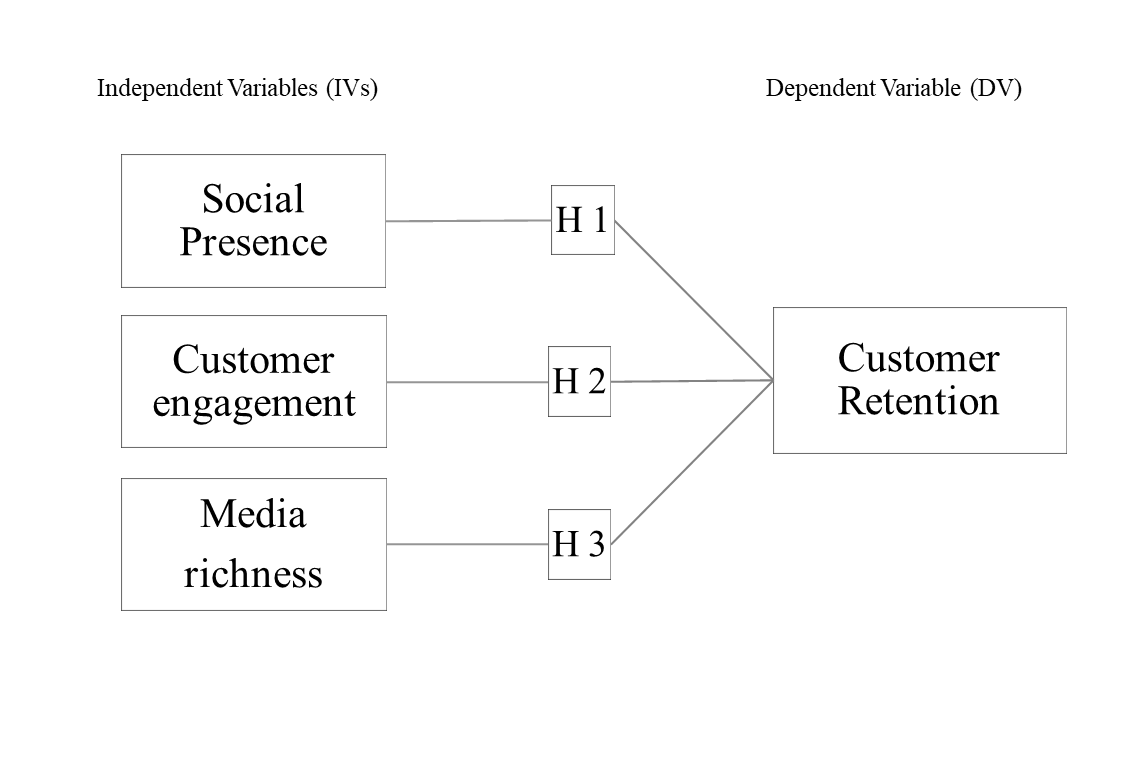 Independent Variables (IVs)
Dependent Variable (DV)
Social
Presence
H 1
Customer
engagement
H 2
Customer
Retention
Media
richness
H 3